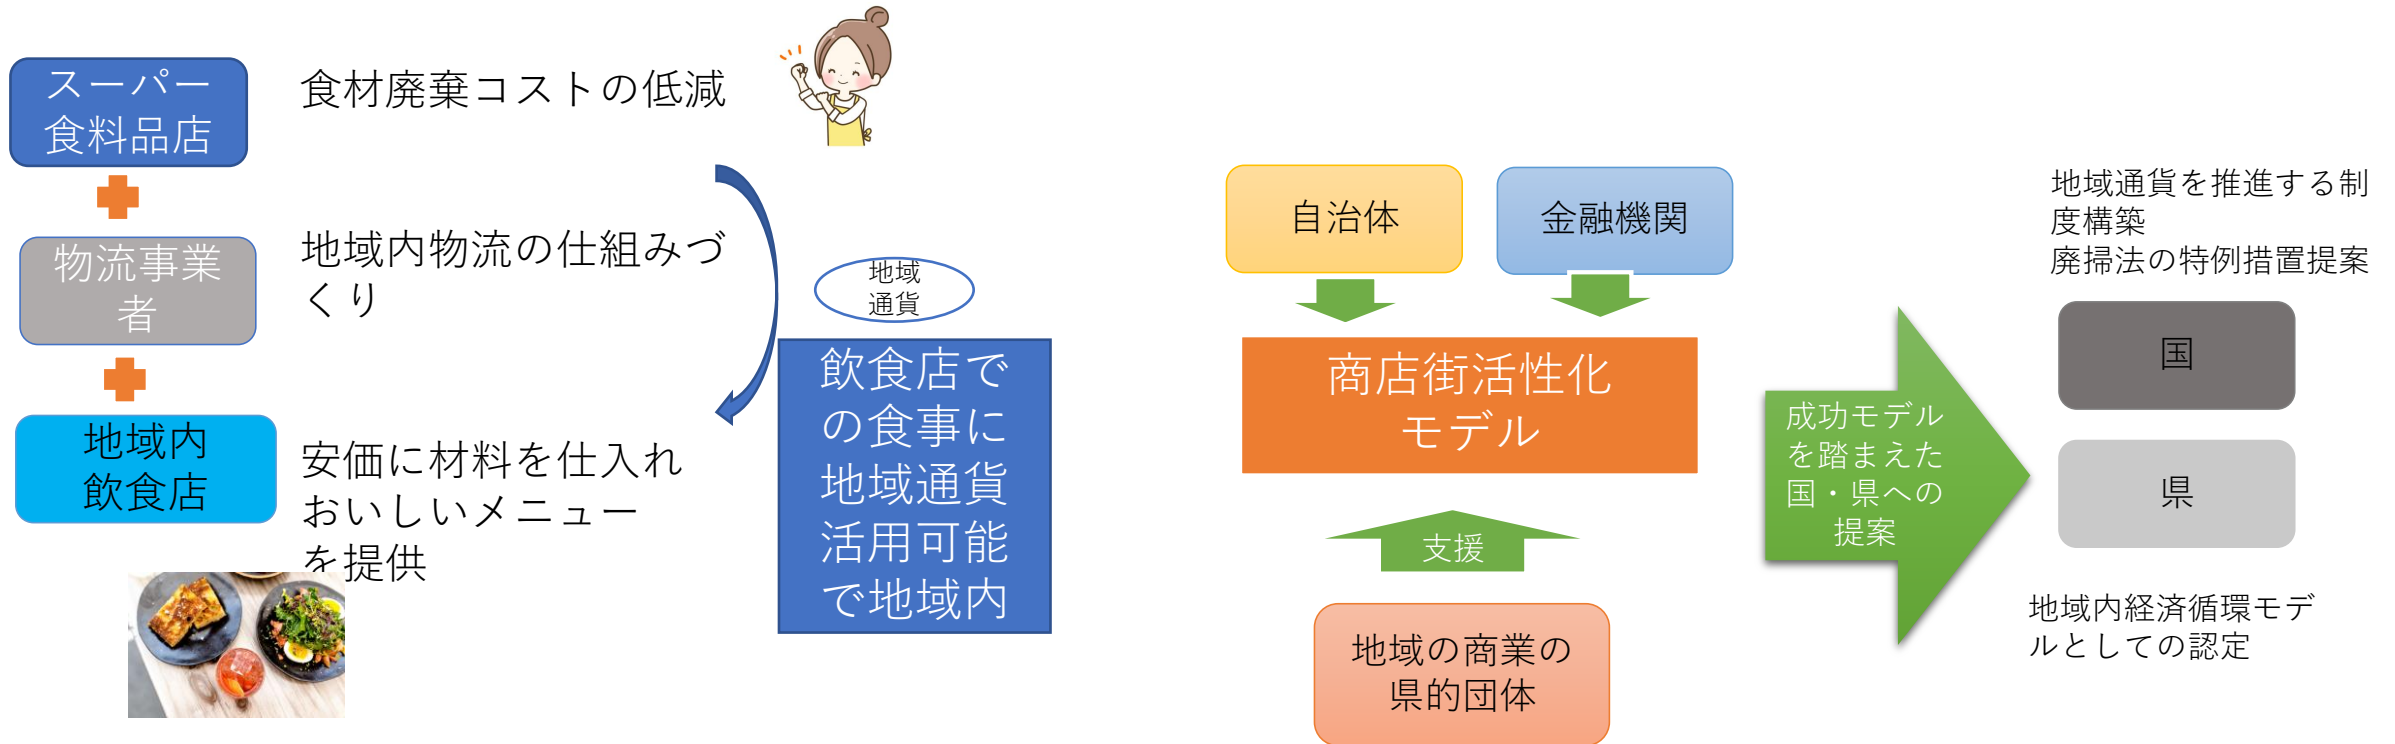 スーパー
食料品店
食材廃棄コストの低減
物流事業
者
地域内物流の仕組みづ
くり
地域内
飲食店
安価に材料を仕入れ
おいしいメニュー
を提供
地域
通貨
飲食店で
の食事に
地域通貨
活用可能
で地域内
自治体
金融機関
商店街活性化
モデル
支援
地域の商業の
県的団体
成功モデル
を踏まえた
国・県への
提案
地域通貨を推進する制
度構築
廃掃法の特例措置提案
国
県
地域内経済循環モデ
ルとしての認定